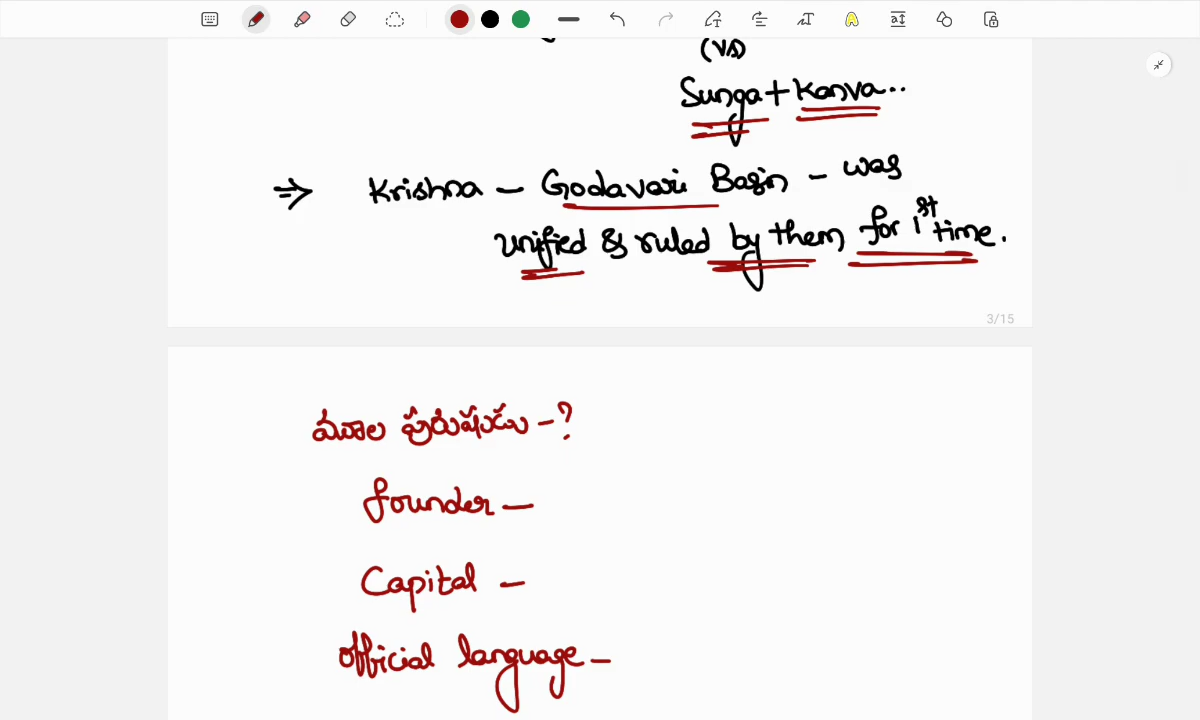 (vs)
Sunga + Kanva..
⇒ Krishna - Godavari Basin - was
unified & ruled by them for 1st time.
3/15
మూల పురుషుడు - ?
founder -
Capital -
official language -